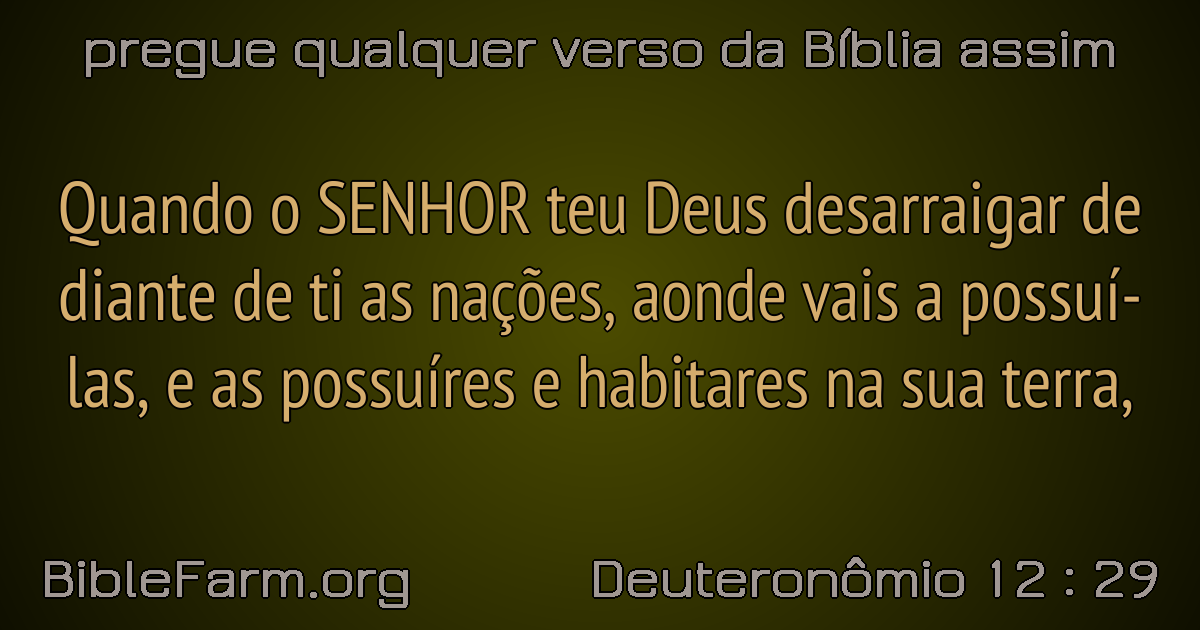 pregue qualquer verso da Bíblia assim
Quando o SENHOR teu Deus desarraigar de
diante de ti as nações, aonde vais a possuí-
las, e as possuíres e habitares na sua terra,
BibleFarm.org
Deuteronômio 12 : 29